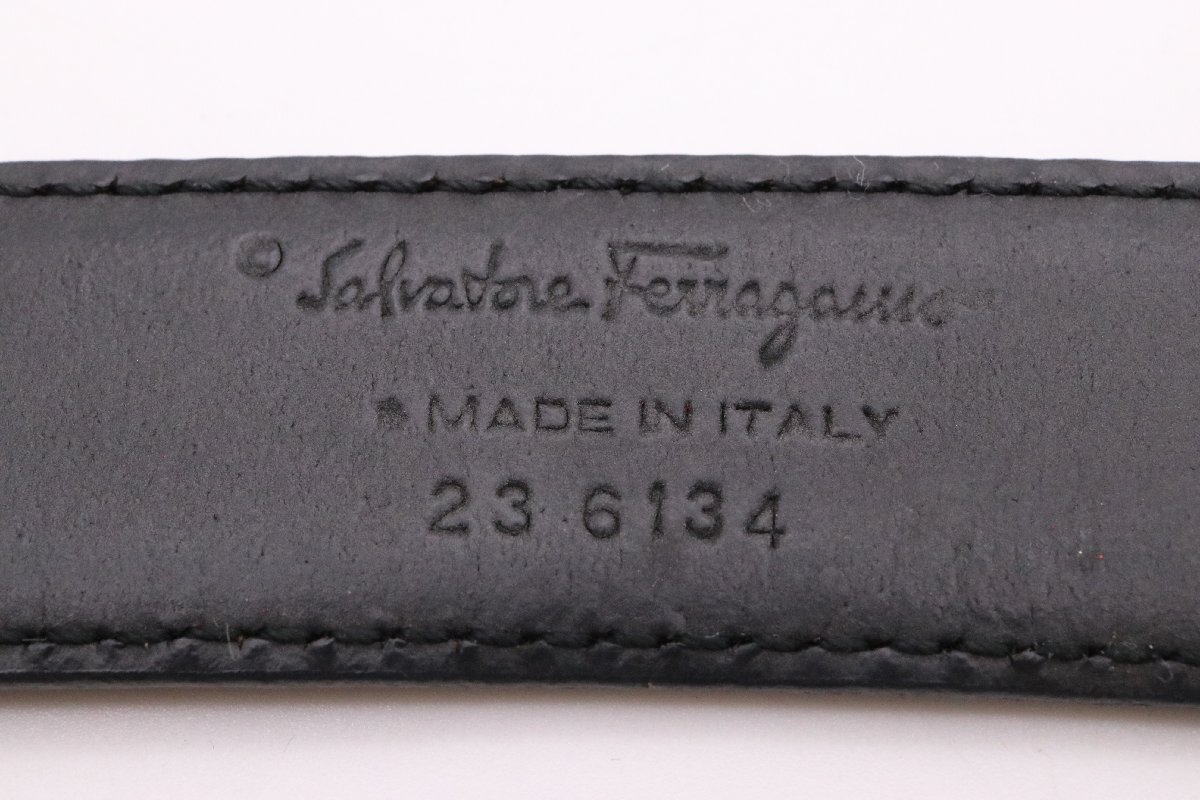 © Salvatore Ferragamo
MADE IN ITALY
23 6134